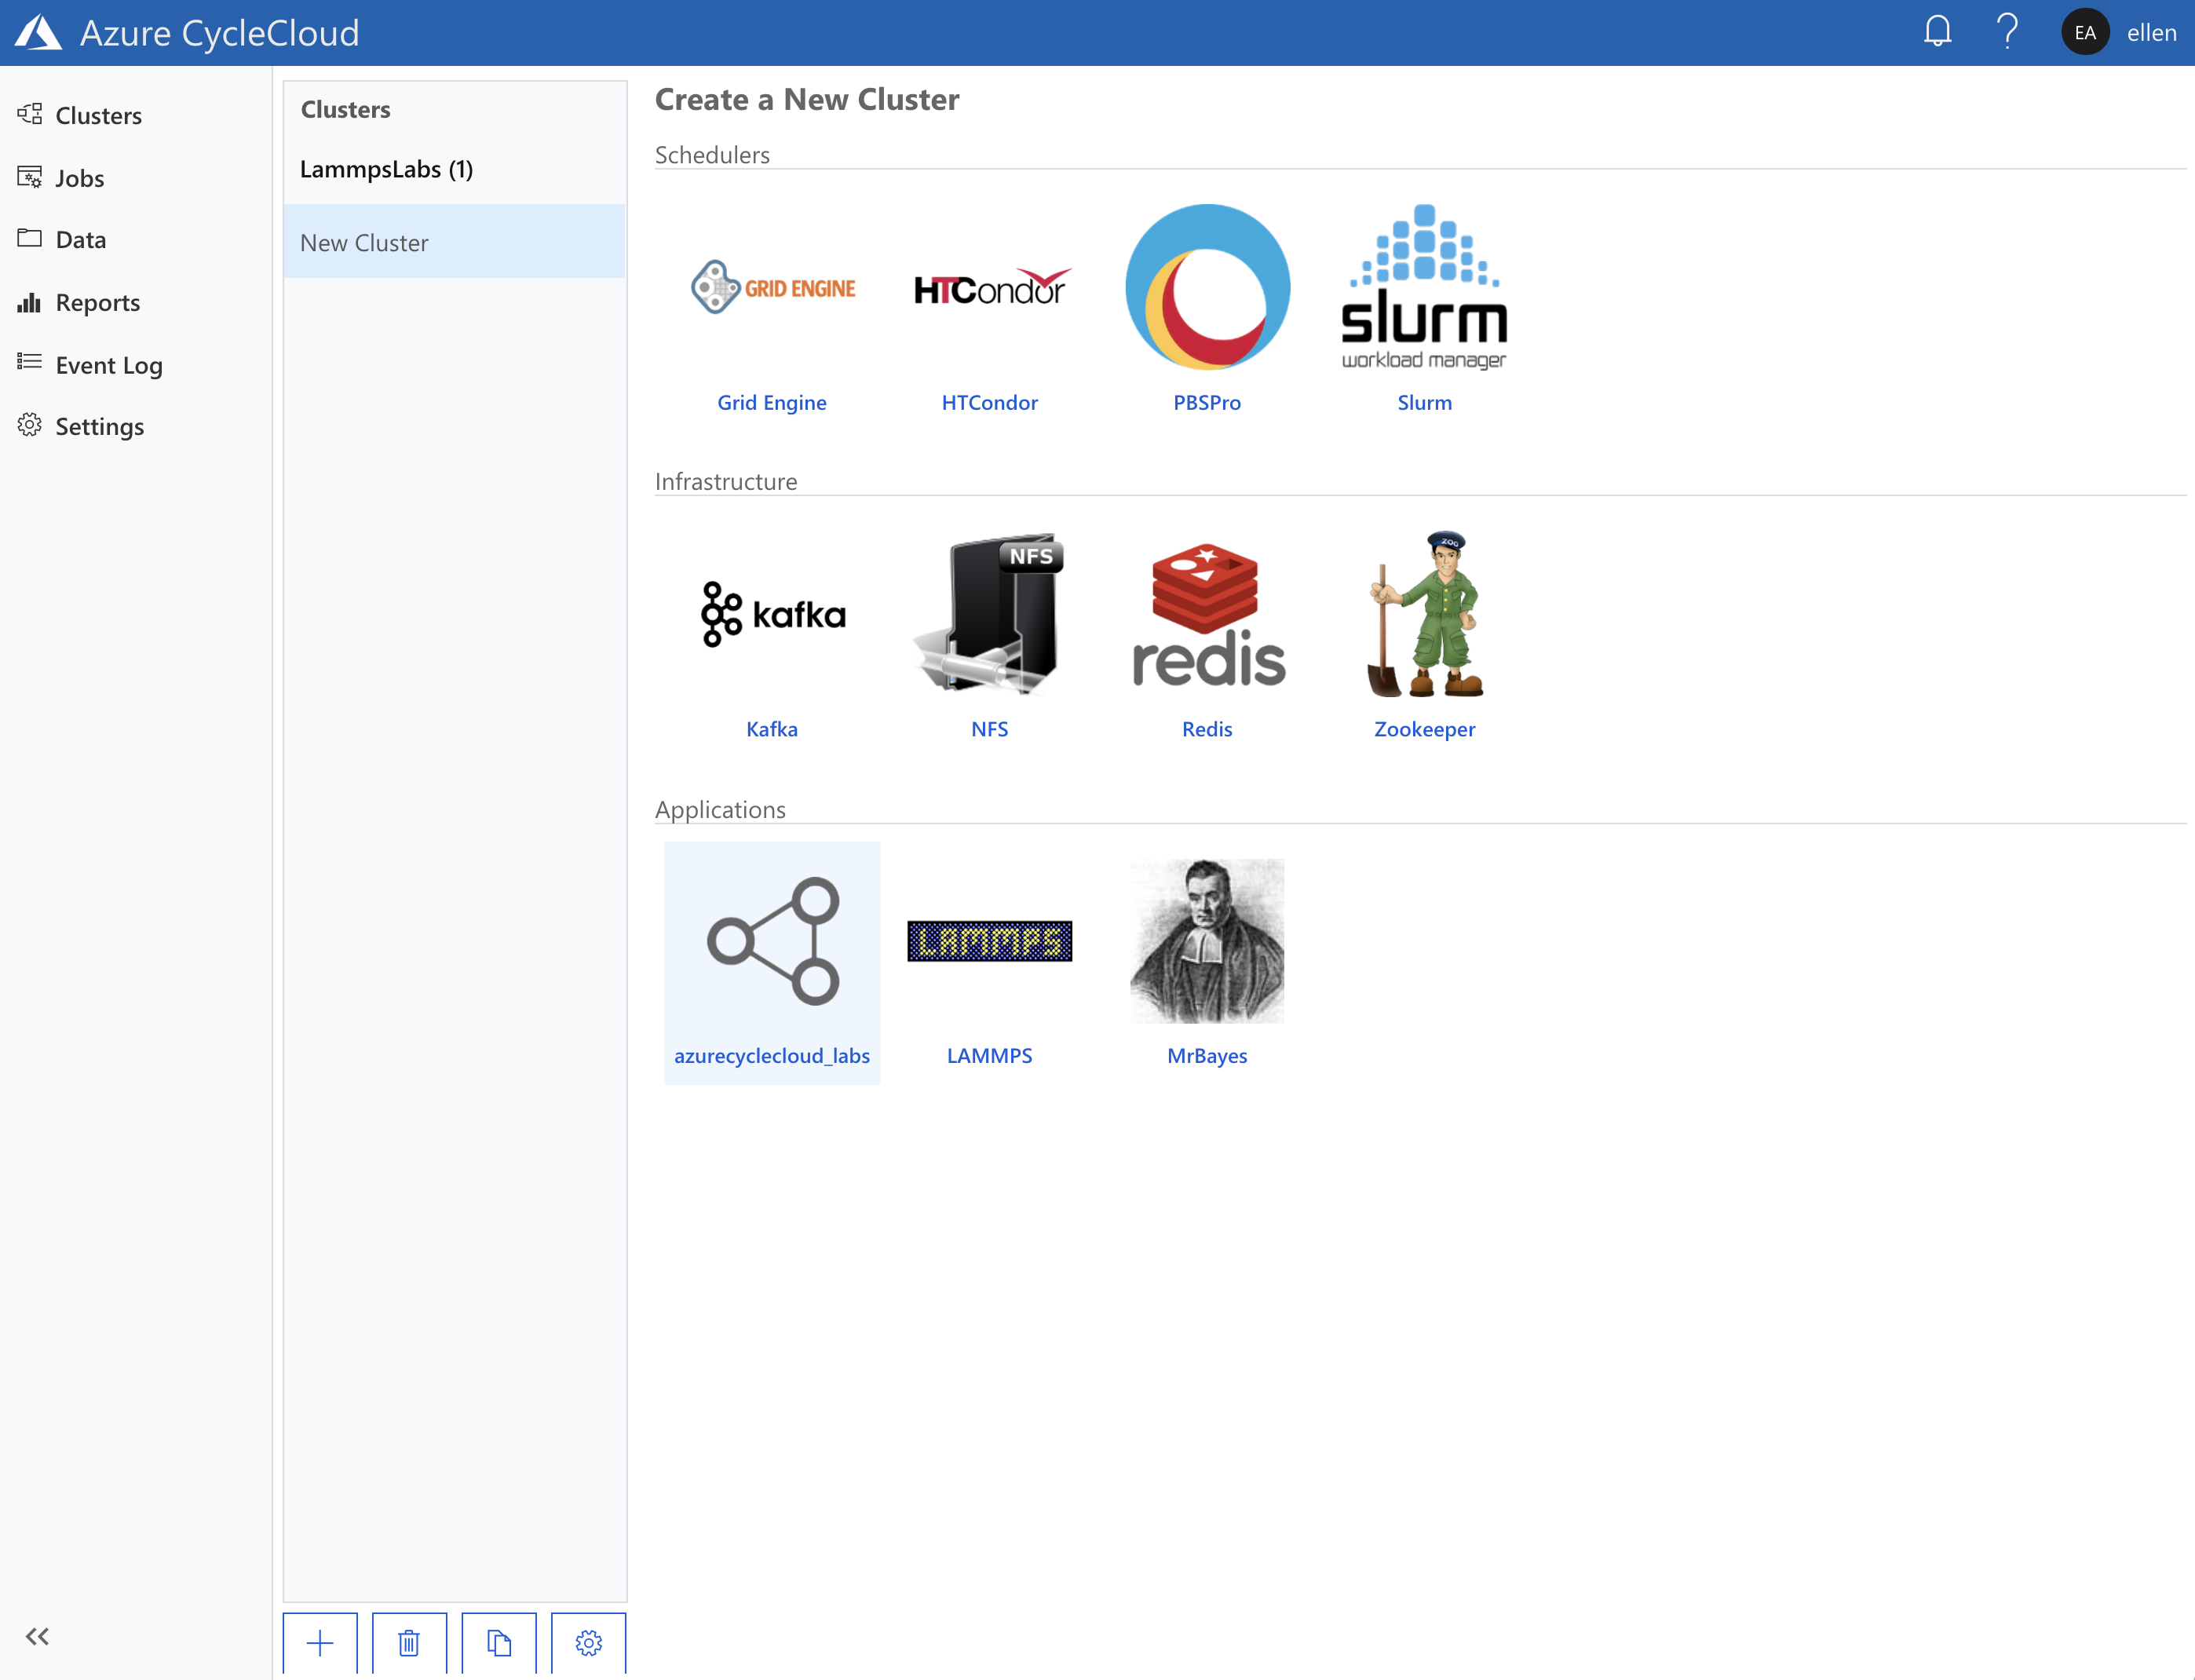 Azure CycleCloud
EA
ellen
Clusters
Jobs
Data
Reports
Event Log
Settings
Clusters
LammpsLabs (1)
New Cluster
Create a New Cluster
Schedulers
GRID ENGINE
HTCondor
slurm
workload manager
Grid Engine
HTCondor
PBSPro
Slurm
Infrastructure
kafka
NFS
redis
ZOO
Kafka
NFS
Redis
Zookeeper
Applications
LAMMPS
azurecyclecloud_labs
LAMMPS
MrBayes